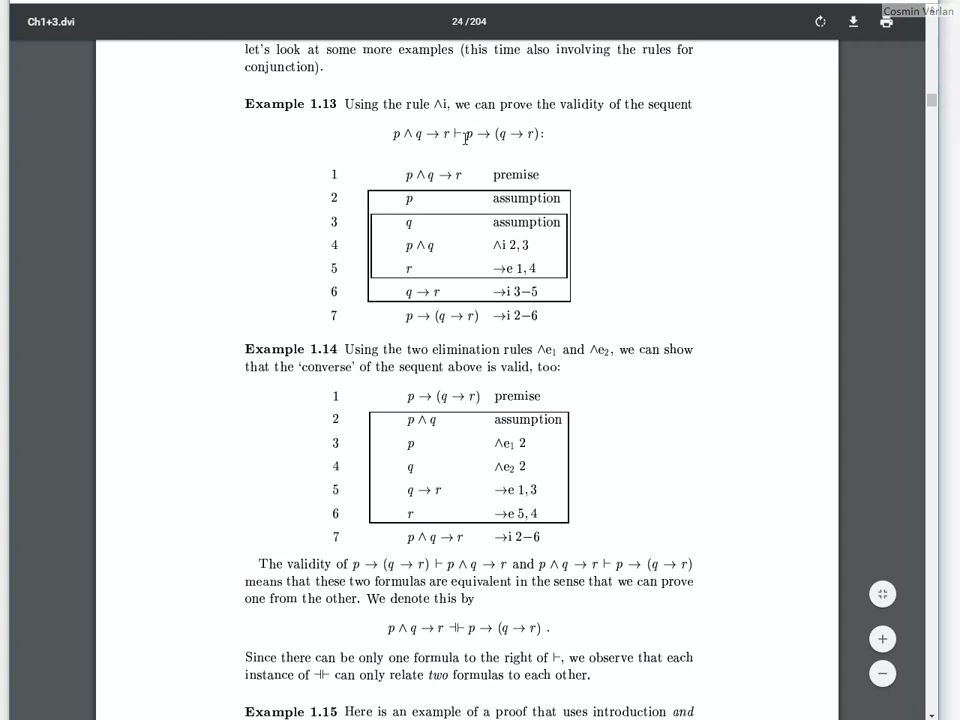 Cosmin Vârlan
Ch1+3.dvi
24 / 204
let's look at some more examples (this time also involving the rules for
conjunction).
Example 1.13 Using the rule ∧i, we can prove the validity of the sequent
p ∧ q → r ⊢ p → (q → r):
1 p ∧ q → r premise
2 p assumption
3 q assumption
4 p ∧ q ∧i 2, 3
5 r →e 1, 4
6 q → r →i 3−5
7 p → (q → r) →i 2−6
Example 1.14 Using the two elimination rules ∧e₁ and ∧e₂, we can show
that the ‘converse’ of the sequent above is valid, too:
1 p → (q → r) premise
2 p ∧ q assumption
3 p ∧e₁ 2
4 q ∧e₂ 2
5 q → r →e 1, 3
6 r →e 5, 4
7 p ∧ q → r →i 2−6
The validity of p → (q → r) ⊢ p ∧ q → r and p ∧ q → r ⊢ p → (q → r)
means that these two formulas are equivalent in the sense that we can prove
one from the other. We denote this by
p ∧ q → r ⊣⊢ p → (q → r) .
Since there can be only one formula to the right of ⊢, we observe that each
instance of ⊣⊢ can only relate two formulas to each other.
Example 1.15 Here is an example of a proof that uses introduction and